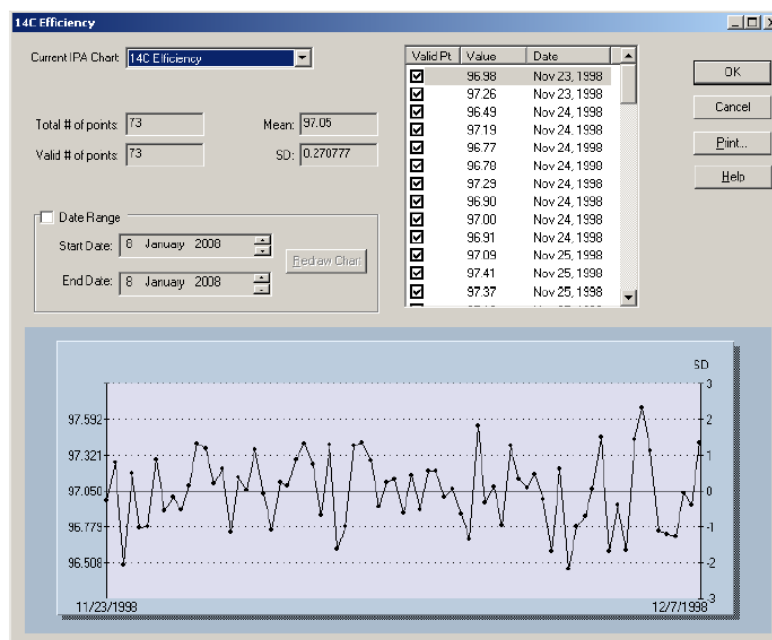 14C Efficiency
Current IPA Chart: 14C Efficiency
Total # of points: 73
Mean: 97.05
Valid # of points: 73
SD: 0.270777
Date Range
Start Date: 8 January 2008
End Date: 8 January 2008
Redraw Chart
Valid Pt Value Date
96.98 Nov 23, 1998
97.26 Nov 23, 1998
96.49 Nov 24, 1998
97.19 Nov 24, 1998
96.77 Nov 24, 1998
96.78 Nov 24, 1998
97.29 Nov 24, 1998
96.90 Nov 24, 1998
97.00 Nov 24, 1998
96.91 Nov 24, 1998
97.09 Nov 25, 1998
97.41 Nov 25, 1998
97.37 Nov 25, 1998
OK
Cancel
Print...
Help
SD
97.592
97.321
97.050
96.779
96.508
3
2
1
0
-1
-2
-3
11/23/1998
12/7/1998